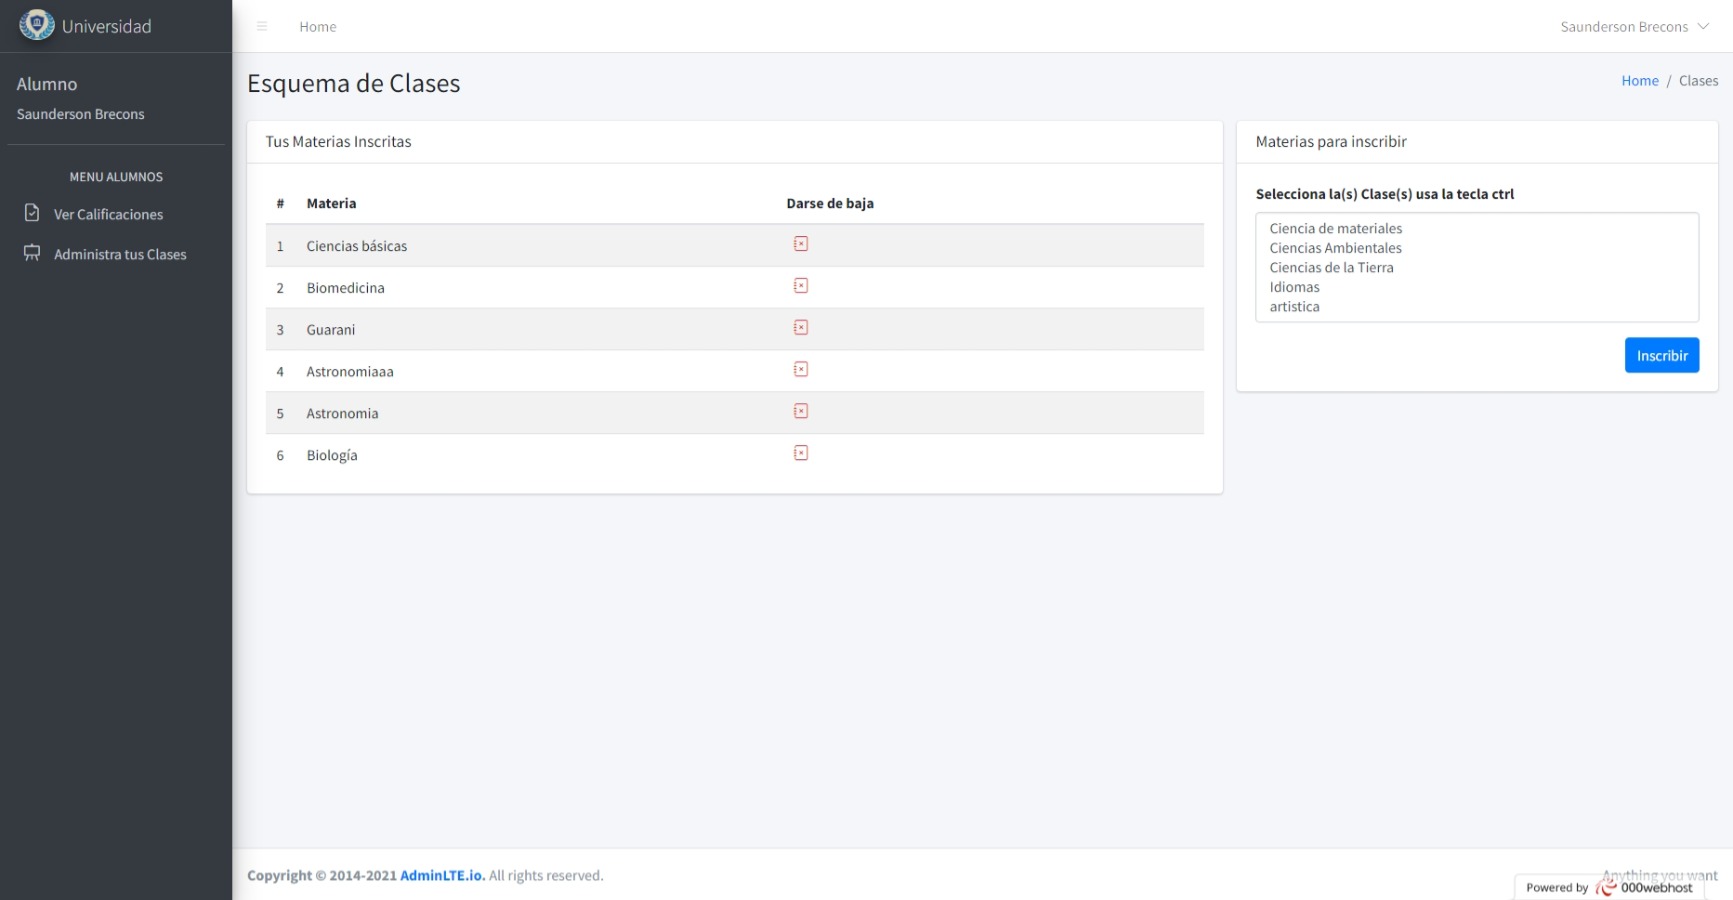 Universidad
Home
Saunderson Brecons
Alumno
Saunderson Brecons
MENU ALUMNOS
Ver Calificaciones
Administra tus Clases
Esquema de Clases
Home / Clases
Tus Materias Inscritas
# Materia Darse de baja
1 Ciencias básicas
2 Biomedicina
3 Guarani
4 Astronomiaaa
5 Astronomia
6 Biología
Materias para inscribir
Selecciona la(s) Clase(s) usa la tecla ctrl
Ciencia de materiales
Ciencias Ambientales
Ciencias de la Tierra
Idiomas
artistica
Inscribir
Copyright © 2014-2021 AdminLTE.io. All rights reserved.
Anything you want
Powered by 000webhost